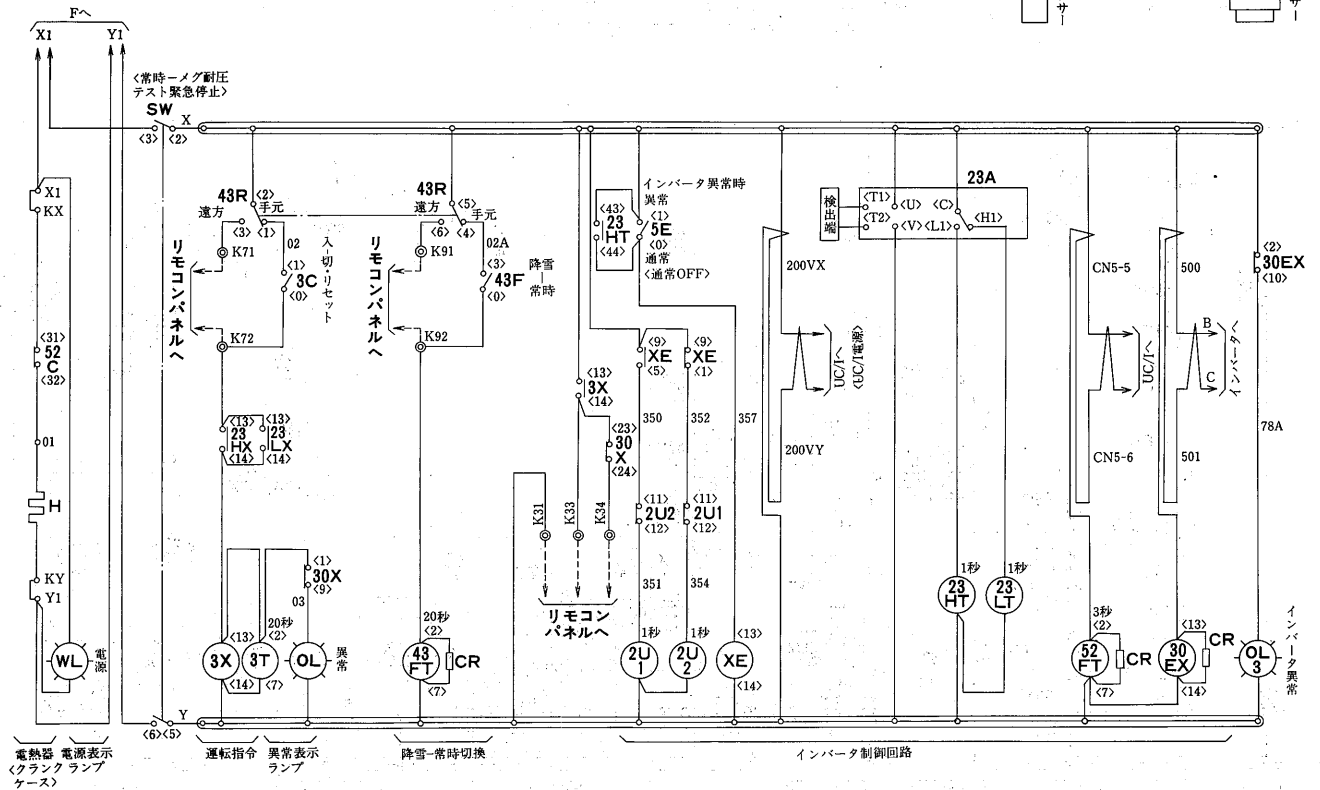 Fへ
X1
Y1
サー
サー
〈常時ーメグ耐圧
テスト緊急停止〉
SW
X
〈3〉
〈2〉
X1
KX
〈31〉
52
C
〈32〉
01
H
KY
Y1
WL
電源
電熱器
〈クランク
ケース〉
電源表示
ランプ
43R
〈2〉
遠方
手元
〈3〉
〈1〉
K71
02
〈1〉
3C
〈0〉
入-切・リセット
リモコンパネルへ
K72
〈13〉
23
HX
〈14〉
〈13〉
23
LX
〈14〉
〈1〉
30X
〈9〉
03
〈13〉
3X
〈14〉
20秒
〈2〉
3T
〈7〉
OL
異常
Y
〈6〉
〈5〉
運転指令
異常表示
ランプ
43R
〈5〉
遠方
手元
〈6〉
〈4〉
K91
02A
〈3〉
43F
〈0〉
降雪ー常時
リモコンパネルへ
K92
20秒
〈2〉
43
FT
〈7〉
CR
降雪-常時切換
インバータ異常時
異常
〈43〉
23
HT
〈44〉
〈1〉
5E
〈0〉
通常
〈通常OFF〉
〈13〉
3X
〈14〉
〈23〉
30
X
〈24〉
K31
K33
K34
リモコン
パネルへ
〈9〉
XE
〈5〉
〈9〉
XE
〈1〉
350
352
357
〈11〉
2U2
〈12〉
〈11〉
2U1
〈12〉
351
354
1秒
2U
1
1秒
2U
2
〈13〉
XE
〈14〉
200VX
UC/Iへ
〈UC/I電源〉
200VY
23A
検出端
〈T1〉
〈T2〉
〈U〉
〈V〉
〈C〉
〈L1〉
〈H1〉
1秒
23
HT
1秒
23
LT
CN5-5
UC/Iへ
CN5-6
3秒
〈2〉
52
FT
〈7〉
CR
500
B
C
インバータへ
501
〈13〉
30
EX
〈14〉
CR
〈2〉
30EX
〈10〉
78A
OL
3
インバータ異常
インバータ制御回路